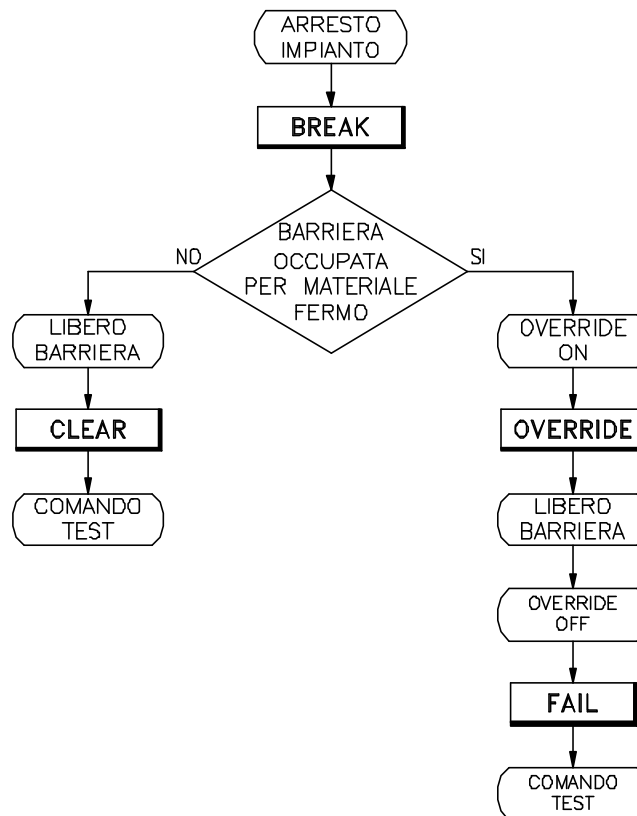 ARRESTO
IMPIANTO
BREAK
BARRIERA
OCCUPATA
PER MATERIALE
FERMO
NO
SI
LIBERO
BARRIERA
CLEAR
COMANDO
TEST
OVERRIDE
ON
OVERRIDE
LIBERO
BARRIERA
OVERRIDE
OFF
FAIL
COMANDO
TEST